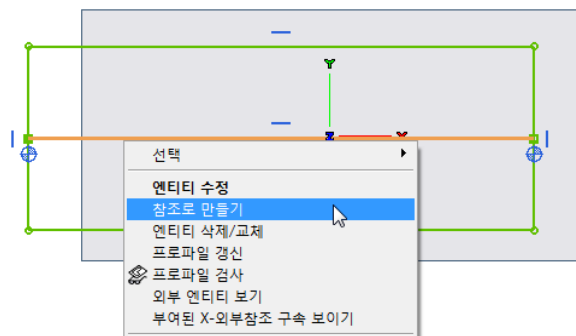 Y
Z
X
선택
엔티티 수정
참조로 만들기
엔티티 삭제/교체
프로파일 갱신
프로파일 검사
외부 엔티티 보기
부여된 X-외부참조 구속 보이기